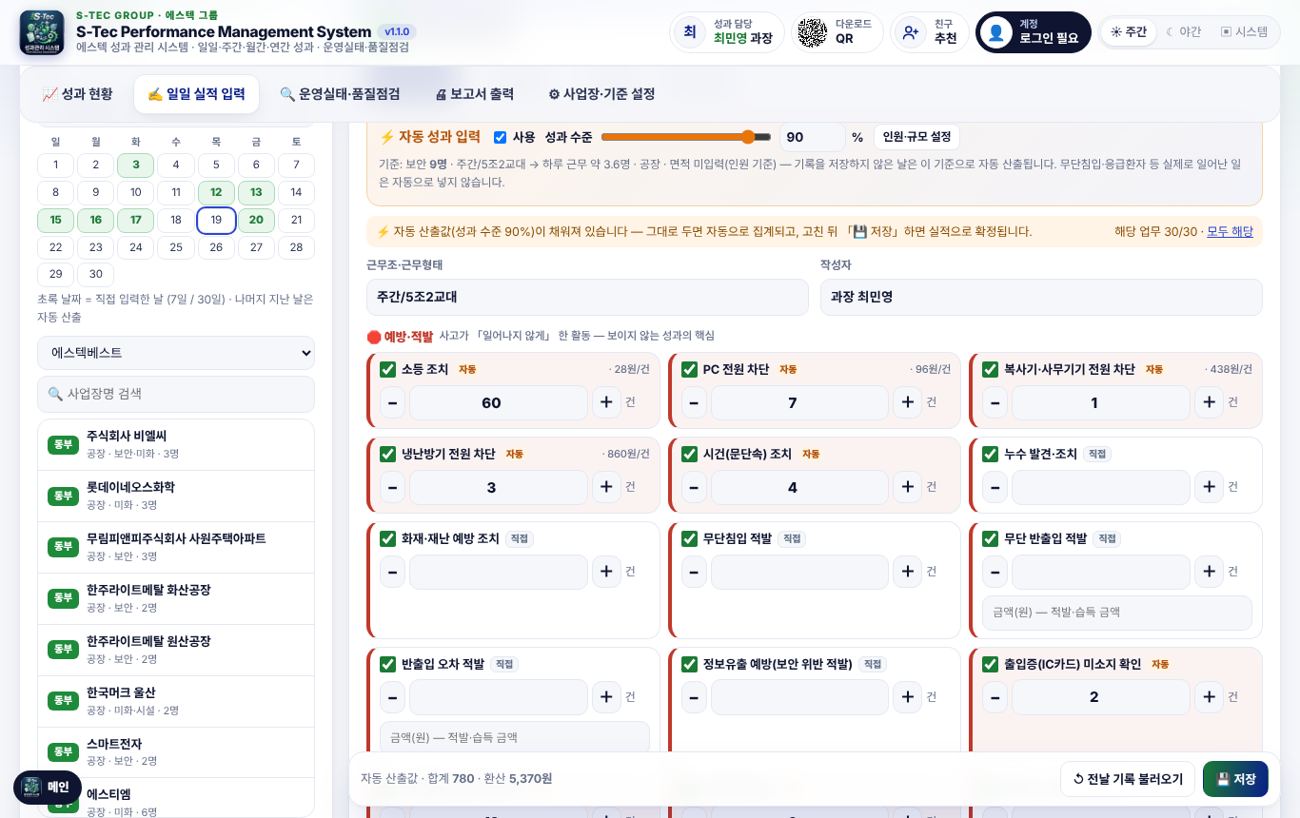 S-TEC GROUP · 에스텍 그룹
S-Tec Performance Management System v1.1.0
에스텍 성과 관리 시스템 · 일일·주간·월간·연간 성과 · 운영실태·품질점검
최 성과 담당 최민영 과장
다운로드 QR
친구 추천
계정 로그인 필요
주간 야간 시스템
성과 현황 일일 실적 입력 운영실태·품질점검 보고서 출력 사업장·기준 설정
일 월 화 수 목 금 토
1 2 3 4 5 6 7
8 9 10 11 12 13 14
15 16 17 18 19 20 21
22 23 24 25 26 27 28
29 30
초록 날짜 = 직접 입력한 날 (7일 / 30일) · 나머지 지난 날은
자동 산출
에스텍베스트
사업장명 검색
동부 주식회사 비엘씨
공장 · 보안·미화 · 3명
동부 롯데이네오스화학
공장 · 미화 · 3명
동부 무림피앤피주식회사 사원주택아파트
공장 · 보안 · 3명
동부 한주라이트메탈 화산공장
공장 · 보안 · 2명
동부 한주라이트메탈 원산공장
공장 · 보안 · 2명
동부 한국머크 울산
공장 · 미화·시설 · 2명
동부 스마트전자
공장 · 보안 · 2명
에스티엠
공장 · 미화 · 6명
메인
자동 성과 입력 사용 성과 수준 90 % 인원·규모 설정
기준: 보안 9명 · 주간/5조2교대 → 하루 근무 약 3.6명 · 공장 · 면적 미입력(인원 기준) — 기록을 저장하지 않은 날은 이 기준으로 자동 산출됩니다. 무단침입·응급환자 등 실제로 일어난 일
은 자동으로 넣지 않습니다.
자동 산출값(성과 수준 90%)이 채워져 있습니다 — 그대로 두면 자동으로 집계되고, 고친 뒤 「💾 저장」하면 실적으로 확정됩니다. 해당 업무 30/30 · 모두 해당
근무조·근무형태 작성자
주간/5조2교대 과장 최민영
예방·적발 사고가 「일어나지 않게」 한 활동 — 보이지 않는 성과의 핵심
소등 조치 자동 · 28원/건
− 60 + 건
PC 전원 차단 자동 · 96원/건
− 7 + 건
복사기·사무기기 전원 차단 자동 · 438원/건
− 1 + 건
냉난방기 전원 차단 자동 · 860원/건
− 3 + 건
시건(문단속) 조치 자동
− 4 + 건
누수 발견·조치 직접
− + 건
화재·재난 예방 조치 직접
− + 건
무단침입 적발 직접
− + 건
무단 반출입 적발 직접
− + 건
금액(원) — 적발·습득 금액
반출입 오차 적발 직접
− + 건
금액(원) — 적발·습득 금액
정보유출 예방(보안 위반 적발) 직접
− + 건
출입증(IC카드) 미소지 확인 자동
− 2 + 건
자동 산출값 · 합계 780 · 환산 5,370원
전날 기록 불러오기 저장